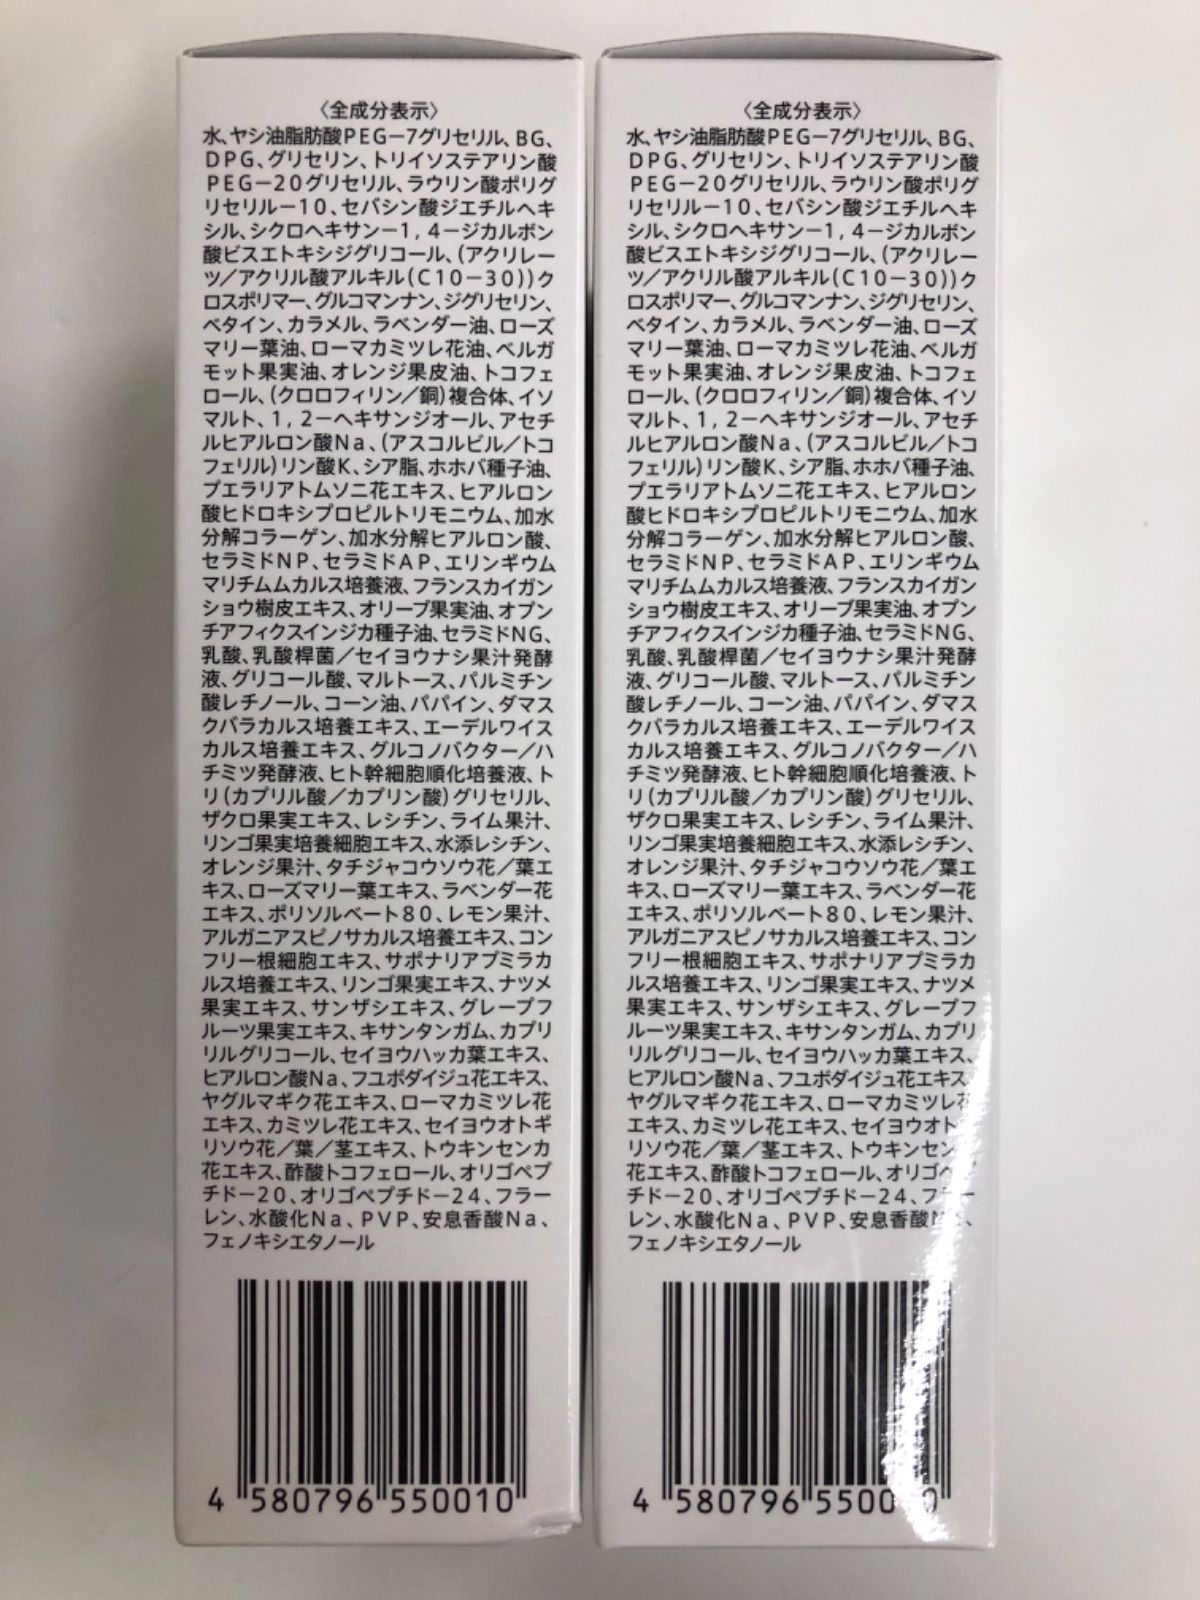 〈全成分表示〉
水、ヤシ油脂肪酸PEG－7グリセリル、BG、
DPG、グリセリン、トリイソステアリン酸
PEG－20グリセリル、ラウリン酸ポリグ
リセリル－10、セバシン酸ジエチルヘキ
シル、シクロヘキサン－1，4－ジカルボン
酸ビスエトキシジグリコール、(アクリレー
ツ／アクリル酸アルキル(C10－30))ク
ロスポリマー、グルコマンナン、ジグリセリン、
ベタイン、カラメル、ラベンダー油、ローズ
マリー葉油、ローマカミツレ花油、ベルガ
モット果実油、オレンジ果皮油、トコフェ
ロール、(クロロフィリン／銅)複合体、イソ
マルト、1，2－ヘキサンジオール、アセチ
ルヒアルロン酸Na、(アスコルビル／トコ
フェリル)リン酸K、シア脂、ホホバ種子油、
プエラリアトムソニ花エキス、ヒアルロン
酸ヒドロキシプロピルトリモニウム、加水
分解コラーゲン、加水分解ヒアルロン酸、
セラミドNP、セラミドAP、エリンギウム
マリチムムカルス培養液、フランスカイガン
ショウ樹皮エキス、オリーブ果実油、オプン
チアフィクスインジカ種子油、セラミドNG、
乳酸、乳酸桿菌／セイヨウナシ果汁発酵
液、グリコール酸、マルトース、パルミチン
酸レチノール、コーン油、パパイン、ダマス
クバラカルス培養エキス、エーデルワイス
カルス培養エキス、グルコノバクター／ハ
チミツ発酵液、ヒト幹細胞順化培養液、ト
リ(カプリル酸／カプリン酸)グリセリル、
ザクロ果実エキス、レシチン、ライム果汁、
リンゴ果実培養細胞エキス、水添レシチン、
オレンジ果汁、タチジャコウソウ花／葉エ
キス、ローズマリー葉エキス、ラベンダー花
エキス、ポリソルベート80、レモン果汁、
アルガニアスピノサカルス培養エキス、コン
フリー根細胞エキス、サポナリアプミラカ
ルス培養エキス、リンゴ果実エキス、ナツメ
果実エキス、サンザシエキス、グレープフ
ルーツ果実エキス、キサンタンガム、カプリ
リルグリコール、セイヨウハッカ葉エキス、
ヒアルロン酸Na、フユボダイジュ花エキス、
ヤグルマギク花エキス、ローマカミツレ花
エキス、カミツレ花エキス、セイヨウオトギ
リソウ花／葉／茎エキス、トウキンセンカ
花エキス、酢酸トコフェロール、オリゴペプ
チド－20、オリゴペプチド－24、フラー
レン、水酸化Na、PVP、安息香酸Na、
フェノキシエタノール
4 580796 550010
〈全成分表示〉
水、ヤシ油脂肪酸PEG－7グリセリル、BG、
DPG、グリセリン、トリイソステアリン酸
PEG－20グリセリル、ラウリン酸ポリグ
リセリル－10、セバシン酸ジエチルヘキ
シル、シクロヘキサン－1，4－ジカルボン
酸ビスエトキシジグリコール、(アクリレー
ツ／アクリル酸アルキル(C10－30))ク
ロスポリマー、グルコマンナン、ジグリセリン、
ベタイン、カラメル、ラベンダー油、ローズ
マリー葉油、ローマカミツレ花油、ベルガ
モット果実油、オレンジ果皮油、トコフェ
ロール、(クロロフィリン／銅)複合体、イソ
マルト、1，2－ヘキサンジオール、アセチ
ルヒアルロン酸Na、(アスコルビル／トコ
フェリル)リン酸K、シア脂、ホホバ種子油、
プエラリアトムソニ花エキス、ヒアルロン
酸ヒドロキシプロピルトリモニウム、加水
分解コラーゲン、加水分解ヒアルロン酸、
セラミドNP、セラミドAP、エリンギウム
マリチムムカルス培養液、フランスカイガン
ショウ樹皮エキス、オリーブ果実油、オプン
チアフィクスインジカ種子油、セラミドNG、
乳酸、乳酸桿菌／セイヨウナシ果汁発酵
液、グリコール酸、マルトース、パルミチン
酸レチノール、コーン油、パパイン、ダマス
クバラカルス培養エキス、エーデルワイス
カルス培養エキス、グルコノバクター／ハ
チミツ発酵液、ヒト幹細胞順化培養液、ト
リ(カプリル酸／カプリン酸)グリセリル、
ザクロ果実エキス、レシチン、ライム果汁、
リンゴ果実培養細胞エキス、水添レシチン、
オレンジ果汁、タチジャコウソウ花／葉エ
キス、ローズマリー葉エキス、ラベンダー花
エキス、ポリソルベート80、レモン果汁、
アルガニアスピノサカルス培養エキス、コン
フリー根細胞エキス、サポナリアプミラカ
ルス培養エキス、リンゴ果実エキス、ナツメ
果実エキス、サンザシエキス、グレープフ
ルーツ果実エキス、キサンタンガム、カプリ
リルグリコール、セイヨウハッカ葉エキス、
ヒアルロン酸Na、フユボダイジュ花エキス、
ヤグルマギク花エキス、ローマカミツレ花
エキス、カミツレ花エキス、セイヨウオトギ
リソウ花／葉／茎エキス、トウキンセンカ
花エキス、酢酸トコフェロール、オリゴペプ
チド－20、オリゴペプチド－24、フラー
レン、水酸化Na、PVP、安息香酸
フェノキシエタノール
4 580796